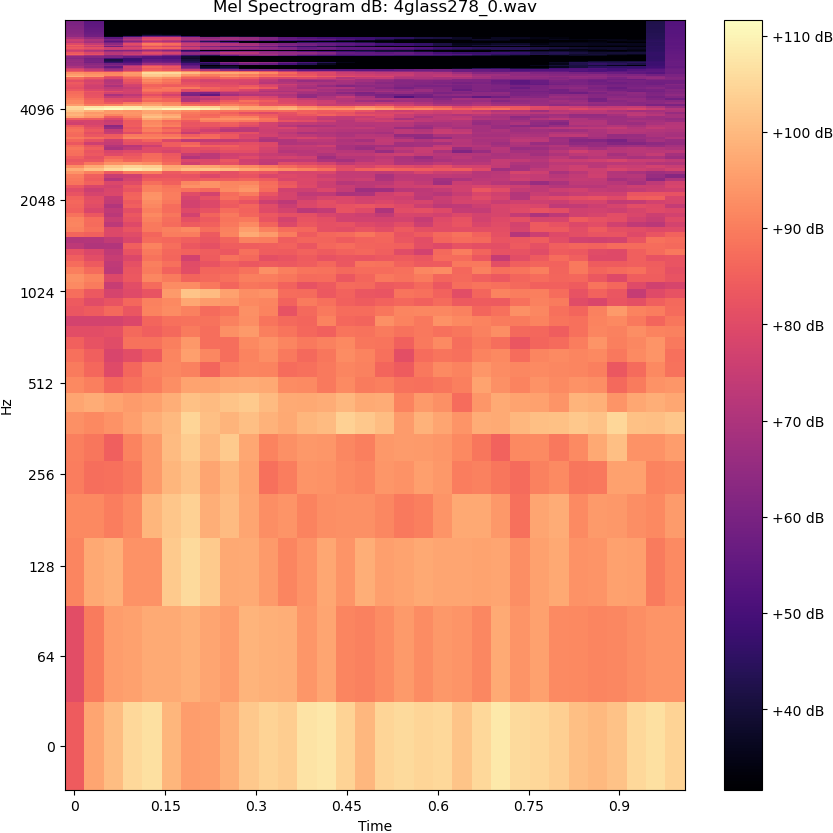 Mel Spectrogram dB: 4glass278_0.wav
+110 dB
4096
+100 dB
2048
+90 dB
1024
+80 dB
512
Hz
+70 dB
256
+60 dB
128
+50 dB
64
+40 dB
0
0 0.15 0.3 0.45 0.6 0.75 0.9
Time